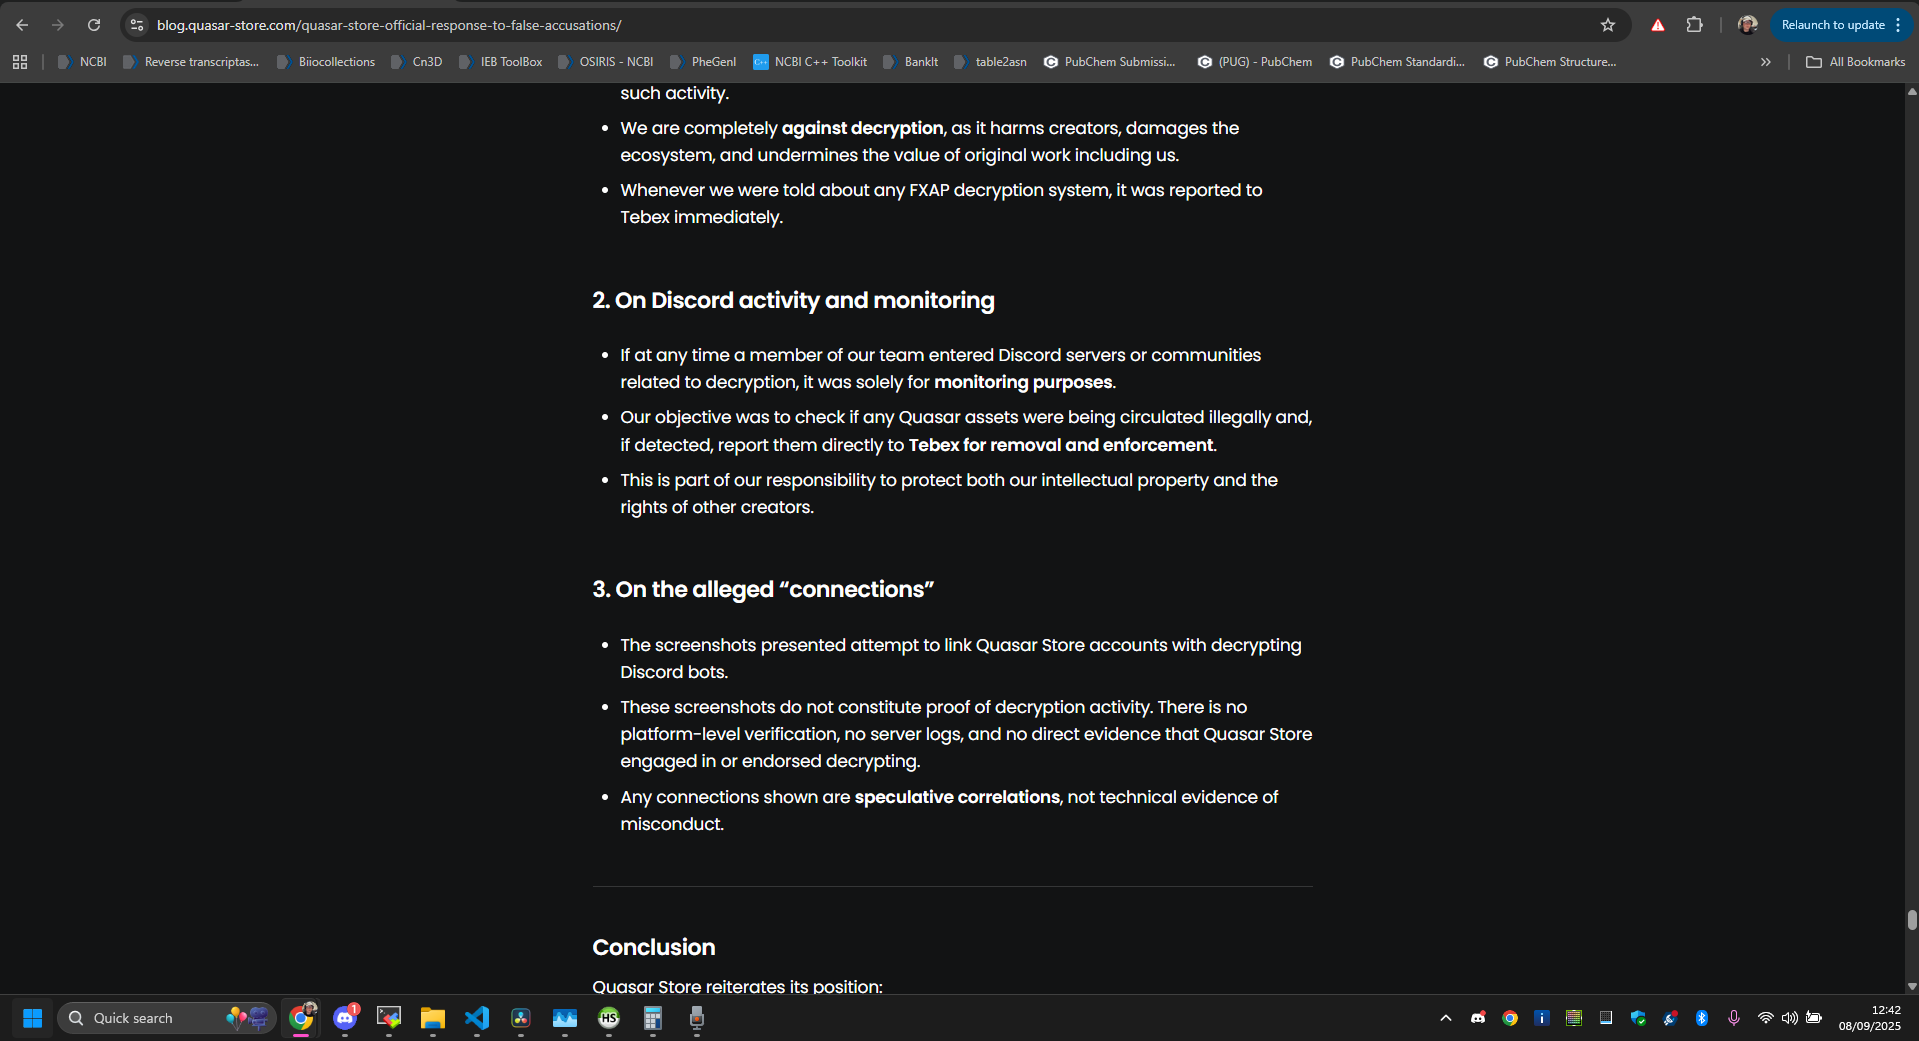 blog.quasar-store.com/quasar-store-official-response-to-false-accusations/
Relaunch to update
NCBI
Reverse transcriptas...
Biiocollections
Cn3D
IEB ToolBox
OSIRIS - NCBI
PheGenI
C++
NCBI C++ Toolkit
BankIt
table2asn
PubChem Submissi...
(PUG) - PubChem
PubChem Standardi...
PubChem Structure...
All Bookmarks
such activity.
• We are completely against decryption, as it harms creators, damages the
ecosystem, and undermines the value of original work including us.
• Whenever we were told about any FXAP decryption system, it was reported to
Tebex immediately.
2. On Discord activity and monitoring
• If at any time a member of our team entered Discord servers or communities
related to decryption, it was solely for monitoring purposes.
• Our objective was to check if any Quasar assets were being circulated illegally and,
if detected, report them directly to Tebex for removal and enforcement.
• This is part of our responsibility to protect both our intellectual property and the
rights of other creators.
3. On the alleged “connections”
• The screenshots presented attempt to link Quasar Store accounts with decrypting
Discord bots.
• These screenshots do not constitute proof of decryption activity. There is no
platform-level verification, no server logs, and no direct evidence that Quasar Store
engaged in or endorsed decrypting.
• Any connections shown are speculative correlations, not technical evidence of
misconduct.
Conclusion
Quasar Store reiterates its position:
Quick search
1
HS
12:42
08/09/2025